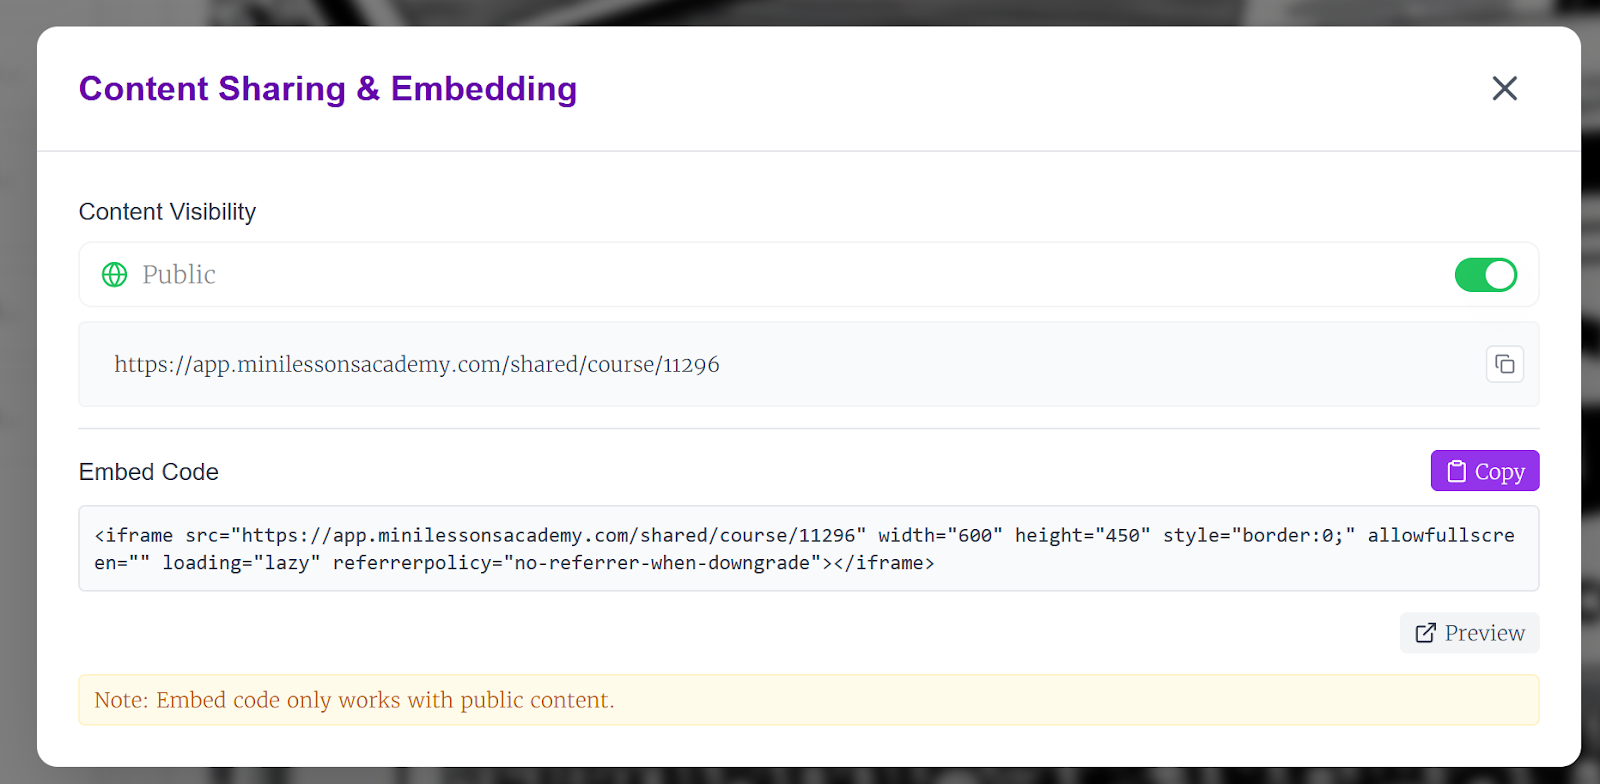 Content Sharing & Embedding
Content Visibility
Public
https://app.minilessonsacademy.com/shared/course/11296
Embed Code
Copy
<iframe src="https://app.minilessonsacademy.com/shared/course/11296" width="600" height="450" style="border:0;" allowfullscre
en="" loading="lazy" referrerpolicy="no-referrer-when-downgrade"></iframe>
Preview
Note: Embed code only works with public content.